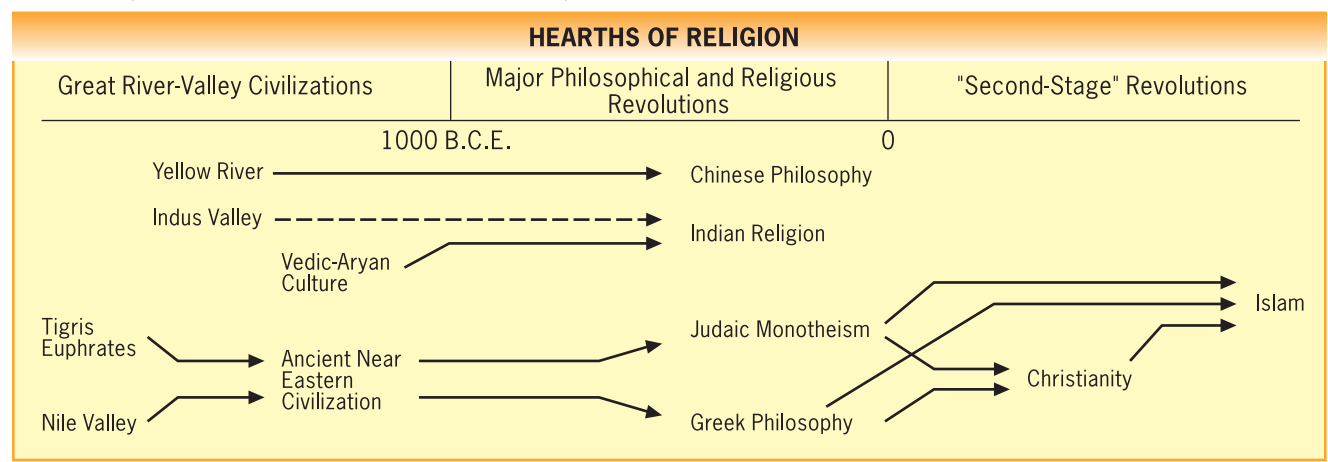 HEARTHS OF RELIGION
Great River-Valley Civilizations
Major Philosophical and Religious
Revolutions
"Second-Stage" Revolutions
1000 B.C.E.
0
Yellow River
Chinese Philosophy
Indus Valley
Indian Religion
Vedic-Aryan
Culture
Tigris
Euphrates
Ancient Near
Eastern
Civilization
Nile Valley
Judaic Monotheism
Greek Philosophy
Christianity
Islam